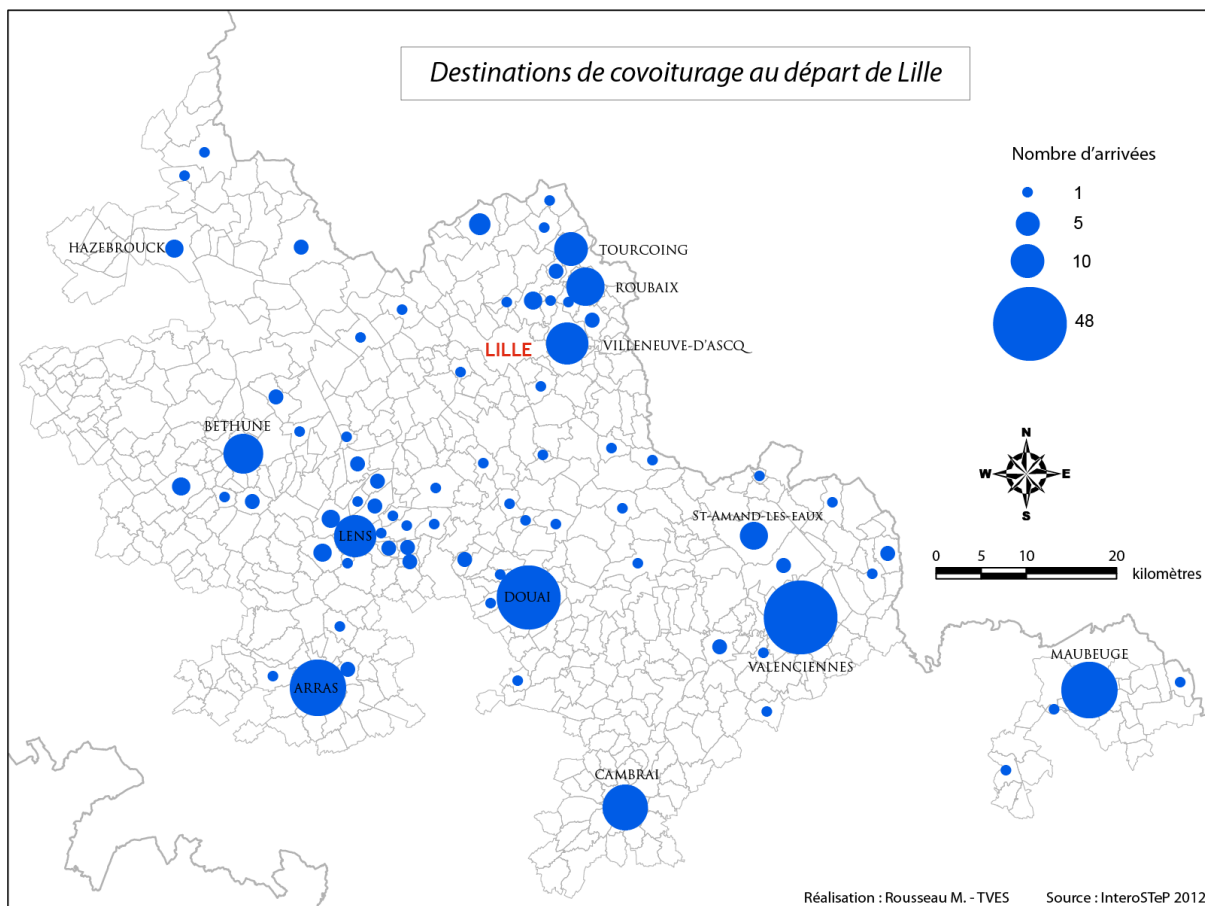 Destinations de covoiturage au départ de Lille
Nombre d'arrivées
1
5
10
48
HAZEBROUCK
TOURCOING
ROUBAIX
LILLE
VILLENEUVE-D'ASCQ
BETHUNE
N
W E
S
ST-AMAND-LES-EAUX
LENS
0 5 10 20
kilomètres
DOUAI
MAUBEUGE
VALENCIENNES
ARRAS
CAMBRAI
Réalisation : Rousseau M. - TVES Source : InteroSTeP 2012